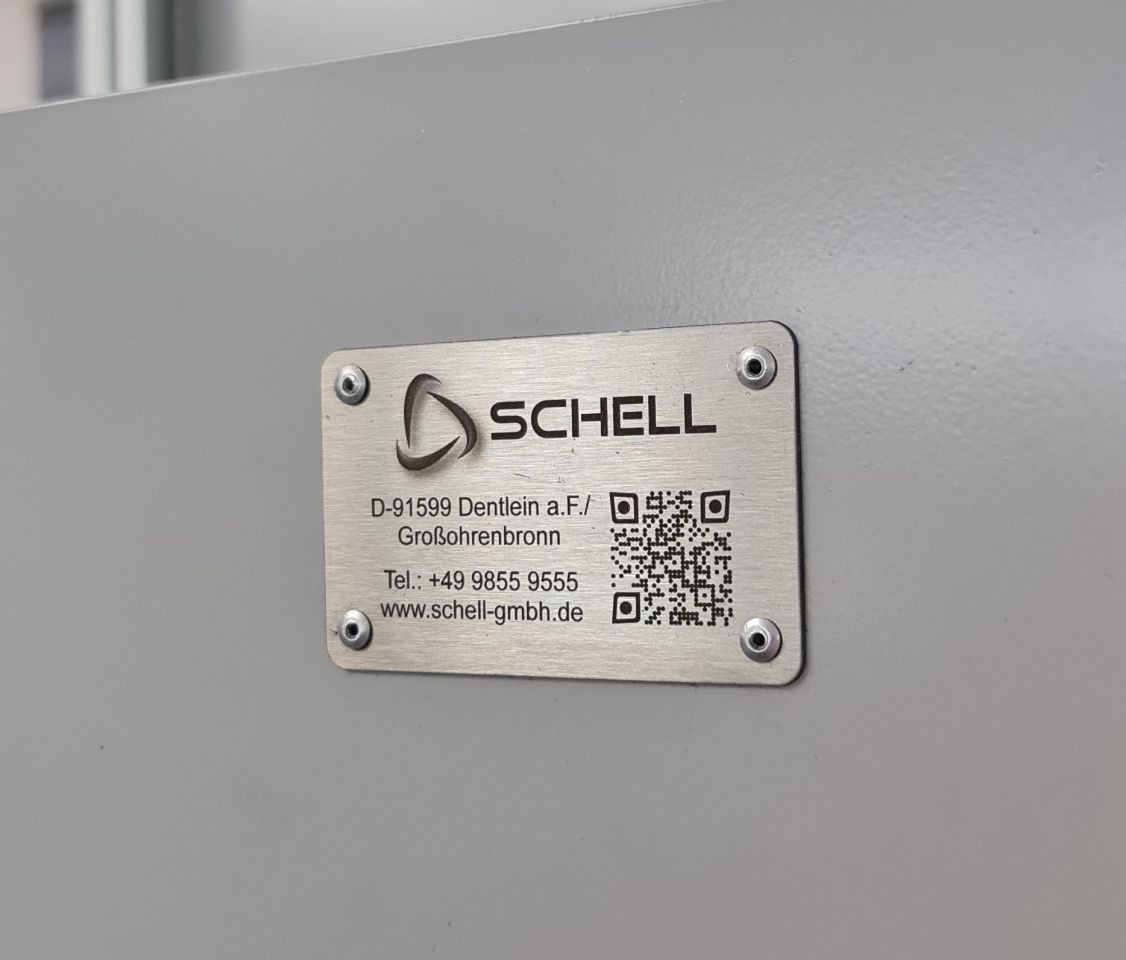 SCHELL
D-91599 Dentlein a.F./
Großohrenbronn
Tel.: +49 9855 9555
www.schell-gmbh.de